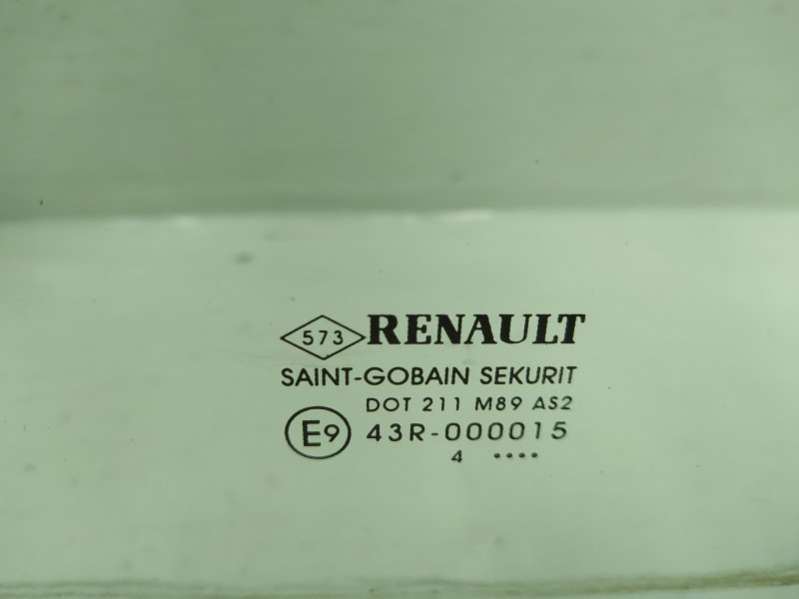 573 RENAULT
SAINT-GOBAIN SEKURIT
DOT 211 M89 AS2
E9 43R-000015
4 ••••